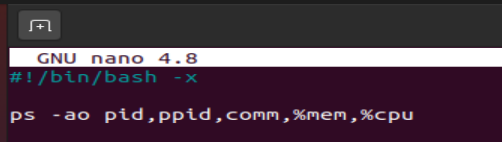 GNU nano 4.8
#!/bin/bash -x
ps -ao pid,ppid,comm,%mem,%cpu